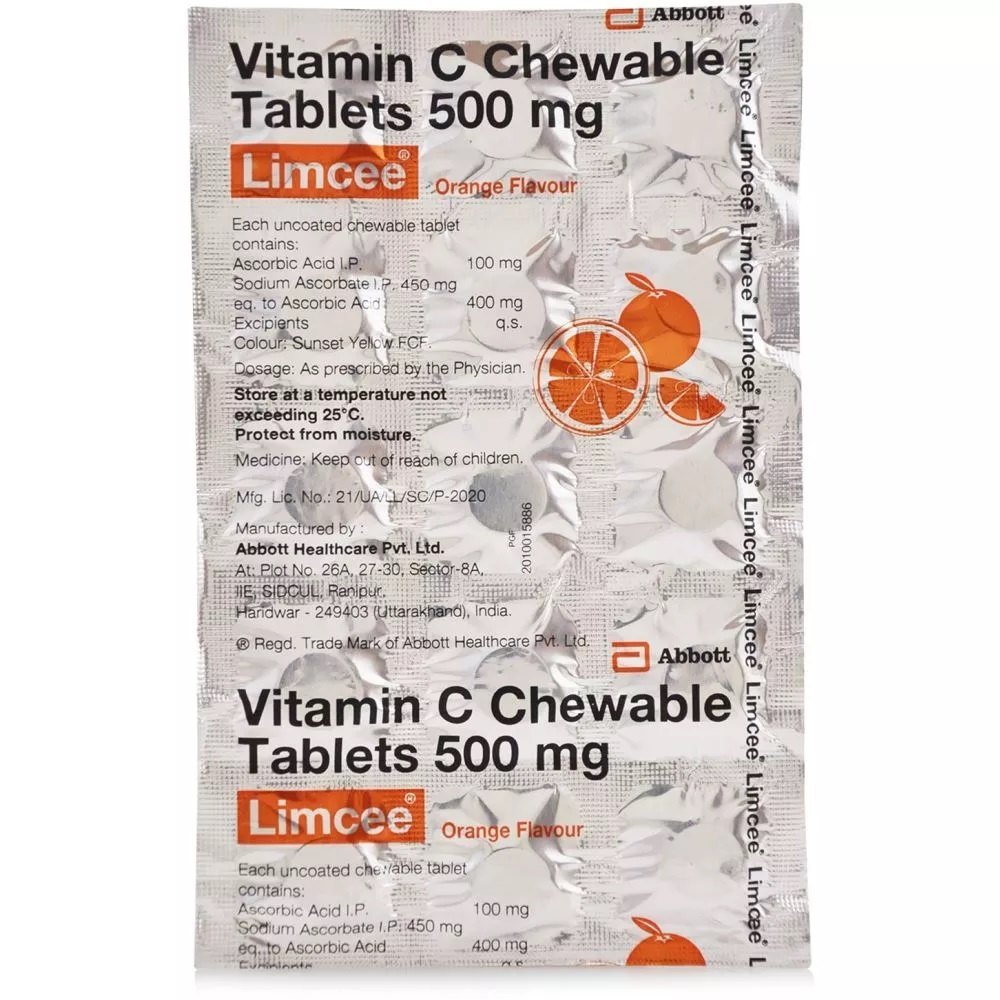 Abbott
Vitamin C Chewable
Tablets 500 mg
Limcee®
Orange Flavour
Each uncoated chewable tablet
contains:
Ascorbic Acid I.P. 100 mg
Sodium Ascorbate I.P. 450 mg
eq. to Ascorbic Acid 400 mg
Excipients q.s.
Colour: Sunset Yellow FCF.
Dosage: As prescribed by the Physician.
Store at a temperature not
exceeding 25°C.
Protect from moisture.
Medicine: Keep out of reach of children.
Mfg. Lic. No.: 21/UA/LL/SC/P-2020
Manufactured by :
Abbott Healthcare Pvt. Ltd.
At: Plot No. 26A, 27-30, Sector-8A,
IIE, SIDCUL, Ranipur,
Haridwar - 249403 (Uttarakhand), India.
® Regd. Trade Mark of Abbott Healthcare Pvt. Ltd.
PGF
2010015886
Abbott
Vitamin C Chewable
Tablets 500 mg
Limcee®
Orange Flavour
Each uncoated chewable tablet
contains:
Ascorbic Acid I.P. 100 mg
Sodium Ascorbate I.P. 450 mg
eq. to Ascorbic Acid 400 mg
Excipients q.s.
e® Limcee® Limcee® Limcee® Limcee® Limcee® Limcee® Limcee® Limcee® Limcee® Limcee® L